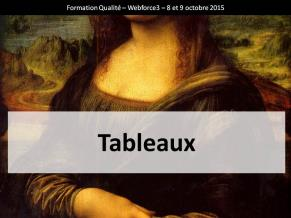 Formation Qualité – Webforce3 – 8 et 9 octobre 2015
Tableaux